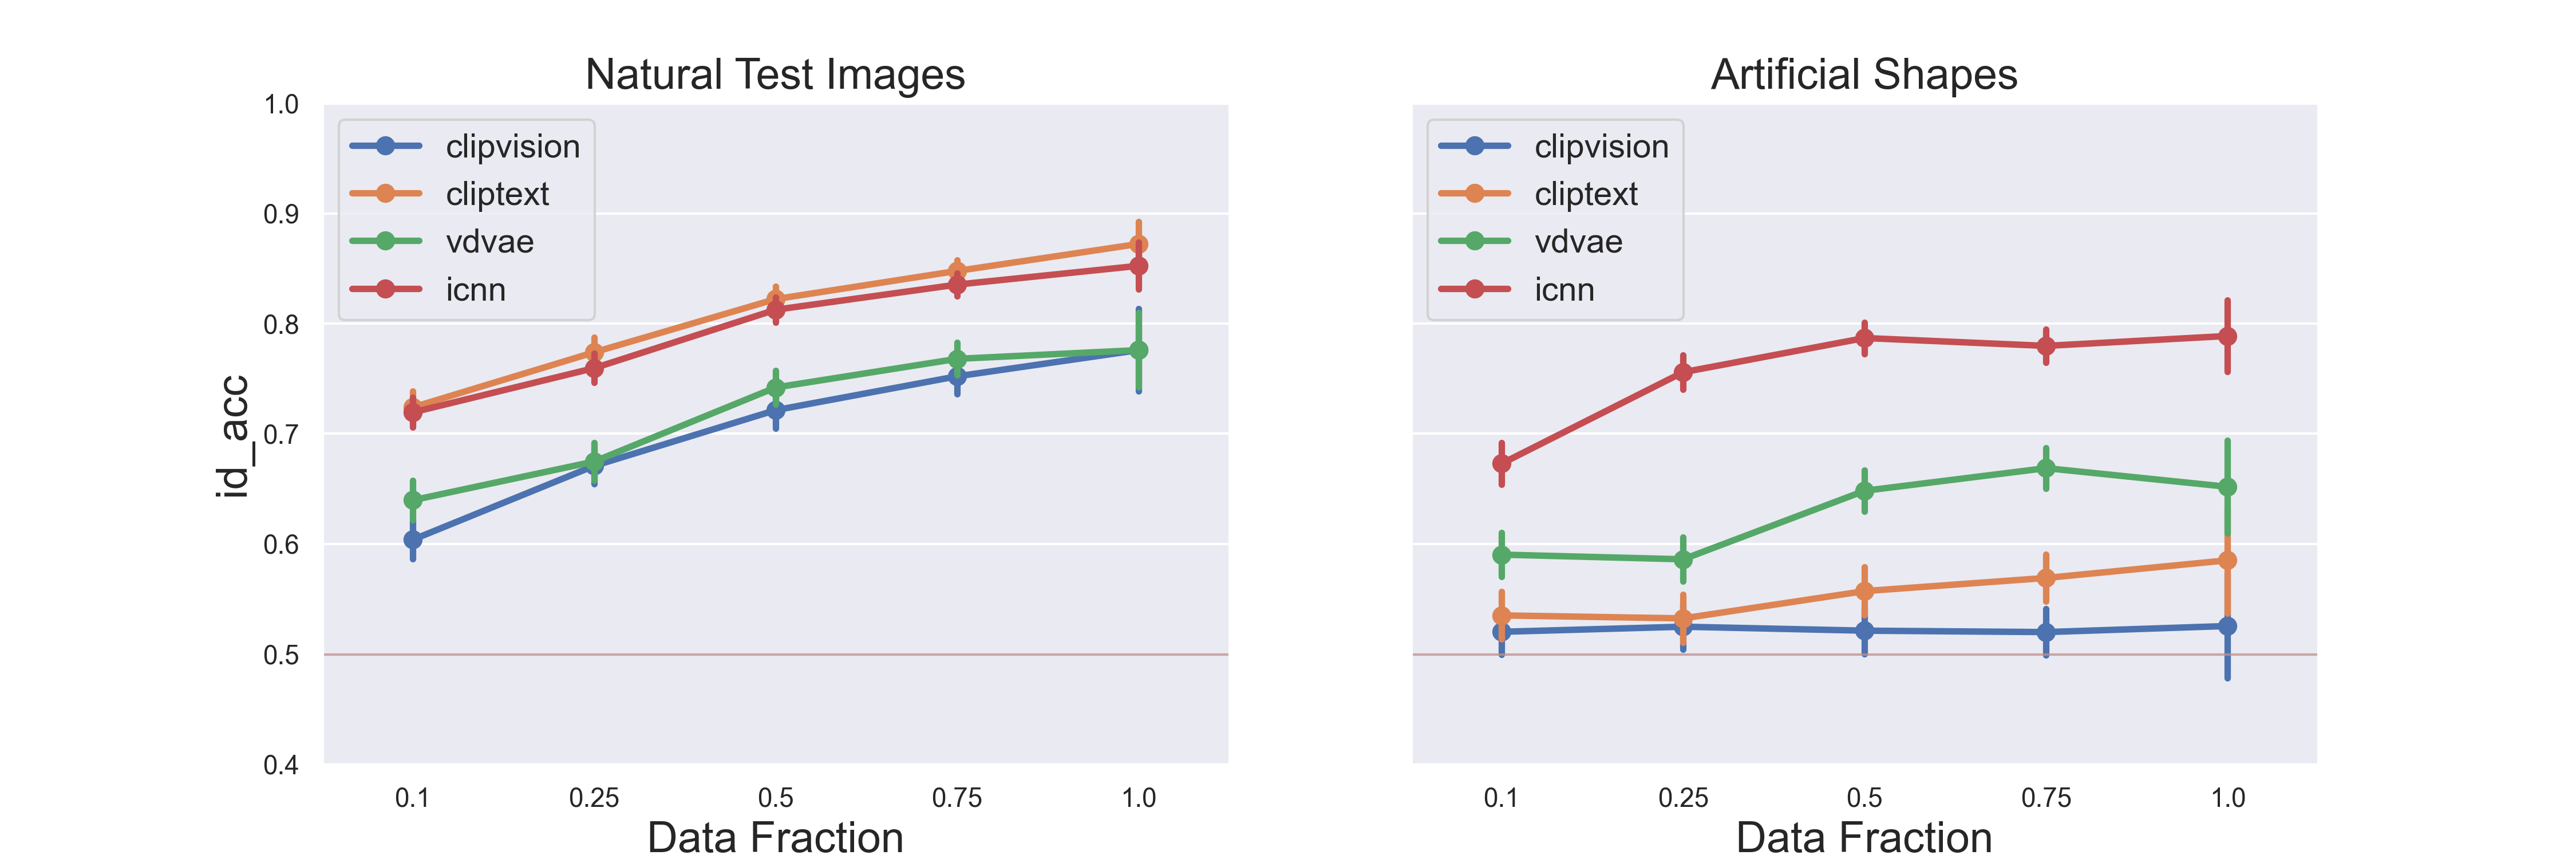 Natural Test Images
1.0
0.9
0.8
0.7
0.6
0.5
0.4
id_acc
clipvision
cliptext
vdvae
icnn
0.1 0.25 0.5 0.75 1.0
Data Fraction
Artificial Shapes
clipvision
cliptext
vdvae
icnn
0.1 0.25 0.5 0.75 1.0
Data Fraction